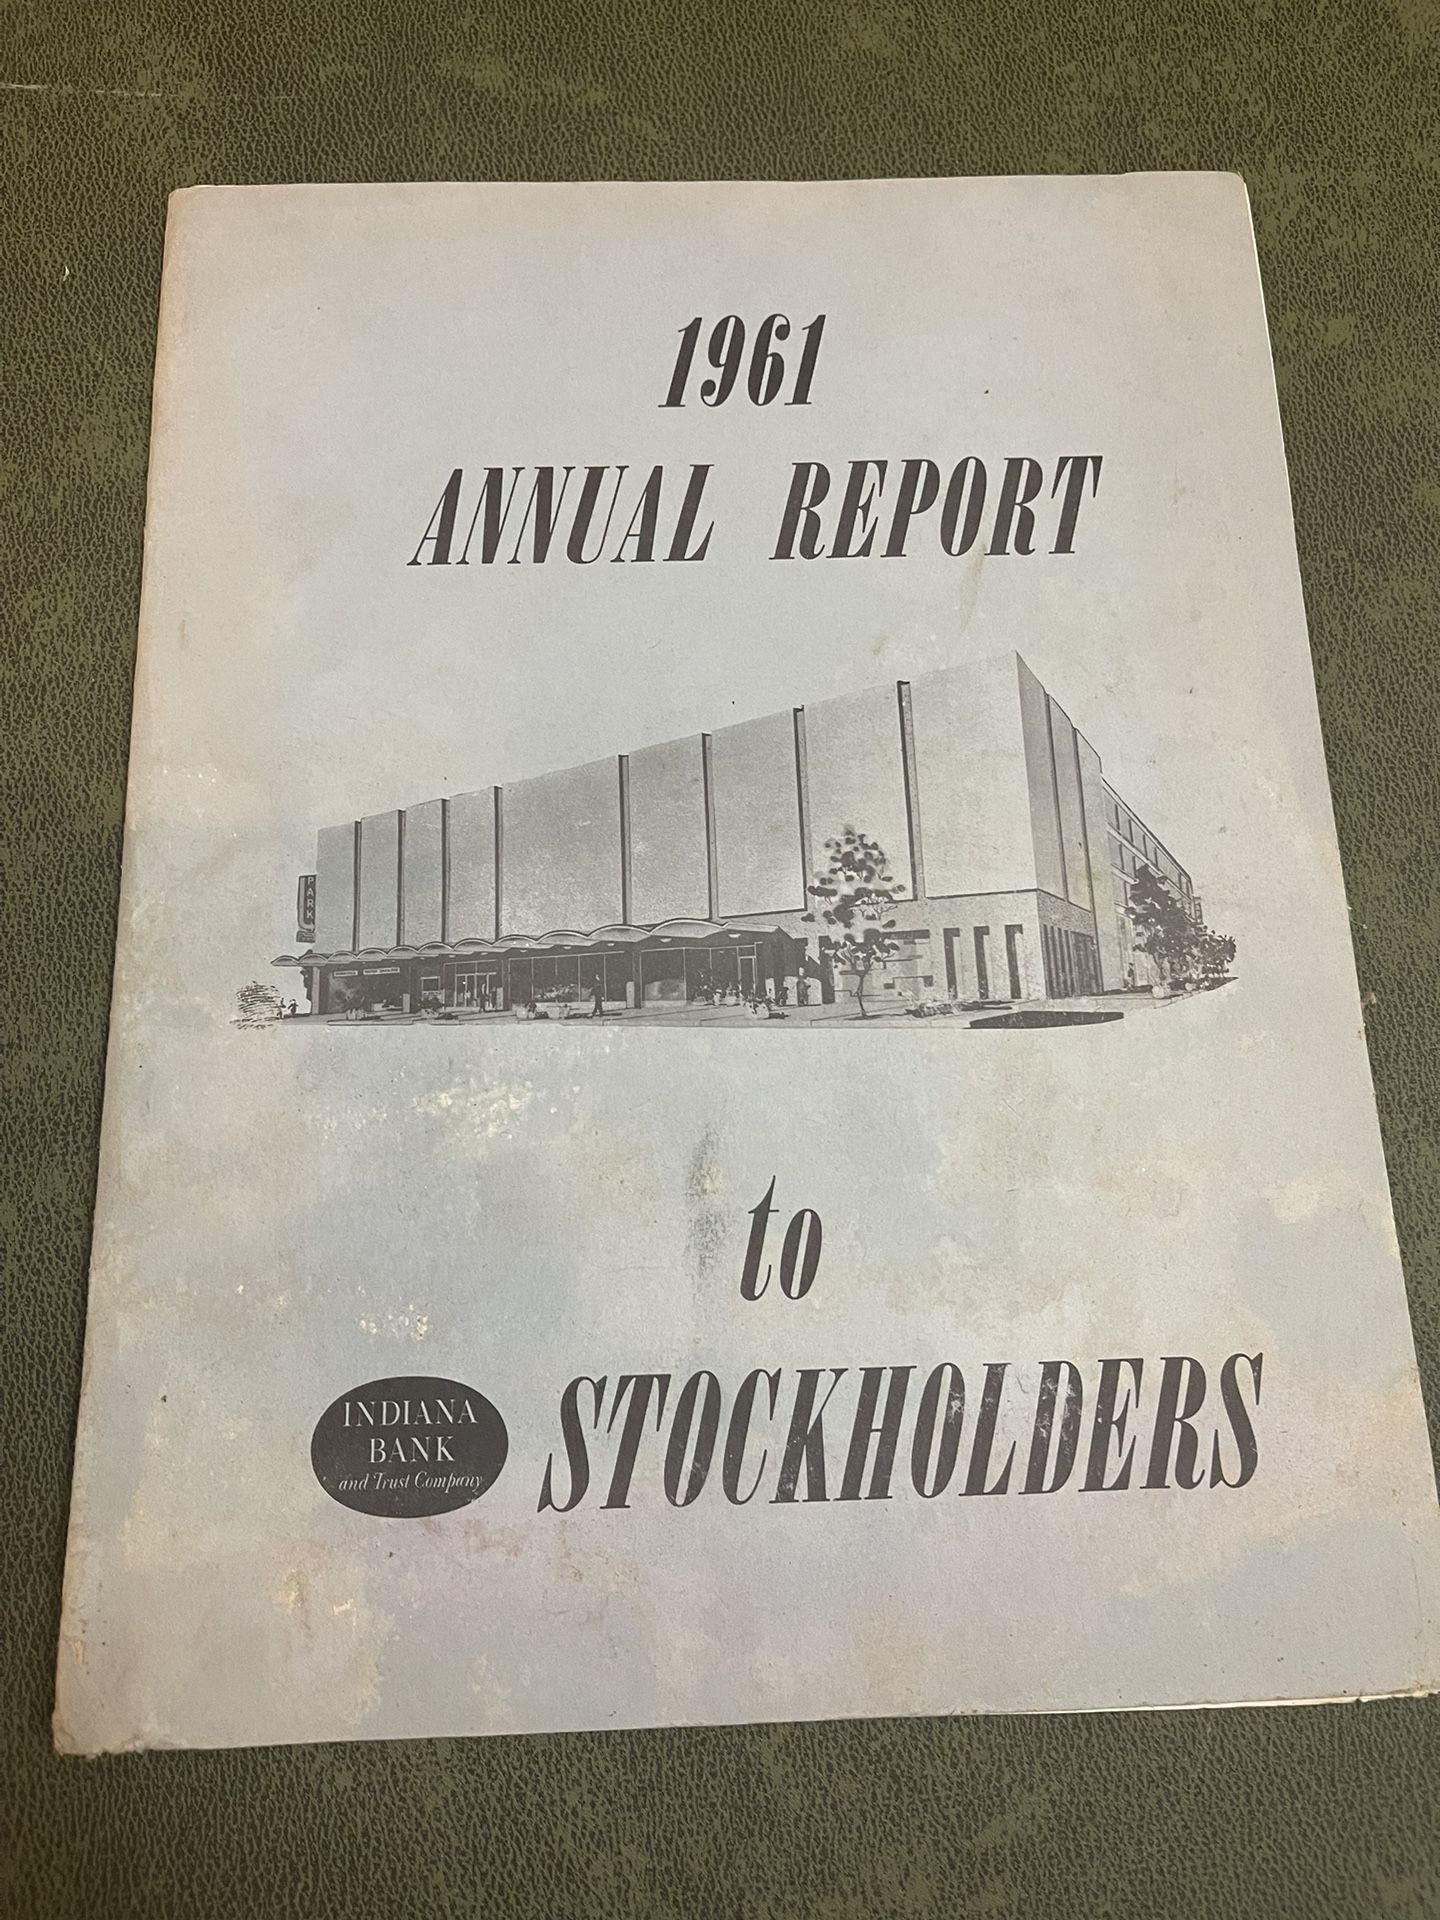 1961
ANNUAL REPORT
PARK
to
INDIANA
BANK
and Trust Company
STOCKHOLDERS